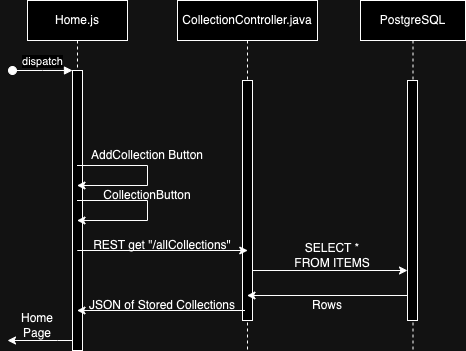 Home.js
CollectionController.java
PostgreSQL
dispatch
AddCollection Button
CollectionButton
REST get "/allCollections"
SELECT *
FROM ITEMS
Rows
JSON of Stored Collections
Home
Page